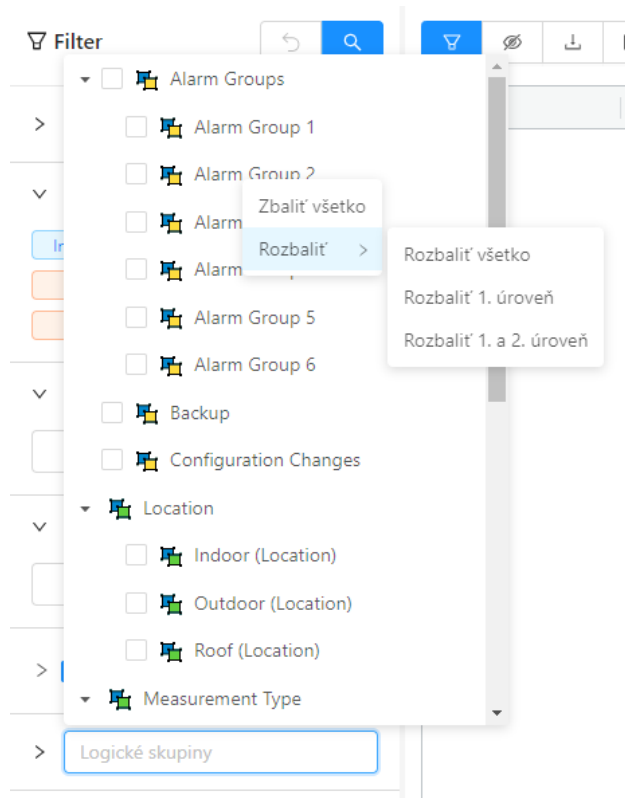 Filter
Alarm Groups
Alarm Group 1
Alarm Group 2
Zbaliť všetko
Alarm
Rozbaliť
Rozbaliť všetko
Alarm
Rozbaliť 1. úroveň
Alarm Group 5
Rozbaliť 1. a 2. úroveň
Alarm Group 6
Backup
Configuration Changes
Location
Indoor (Location)
Outdoor (Location)
Roof (Location)
Measurement Type
Logické skupiny